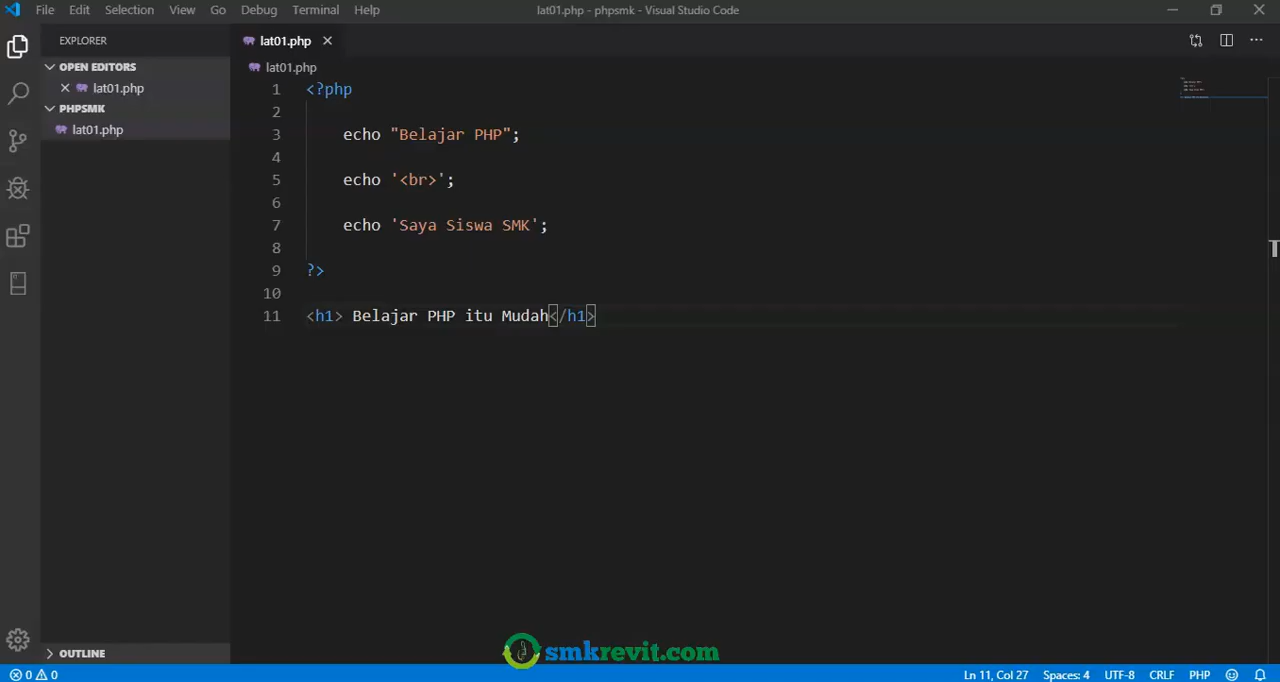 File Edit Selection View Go Debug Terminal Help
lat01.php - phpsmk - Visual Studio Code
EXPLORER
OPEN EDITORS
lat01.php
PHPSMK
lat01.php
OUTLINE
lat01.php
lat01.php
1 <?php
2
3 echo "Belajar PHP";
4
5 echo '<br>';
6
7 echo 'Saya Siswa SMK';
8
9 ?>
10
11 <h1> Belajar PHP itu Mudah</h1>
smkrevit.com
0 0
Ln 11, Col 27 Spaces: 4 UTF-8 CRLF PHP